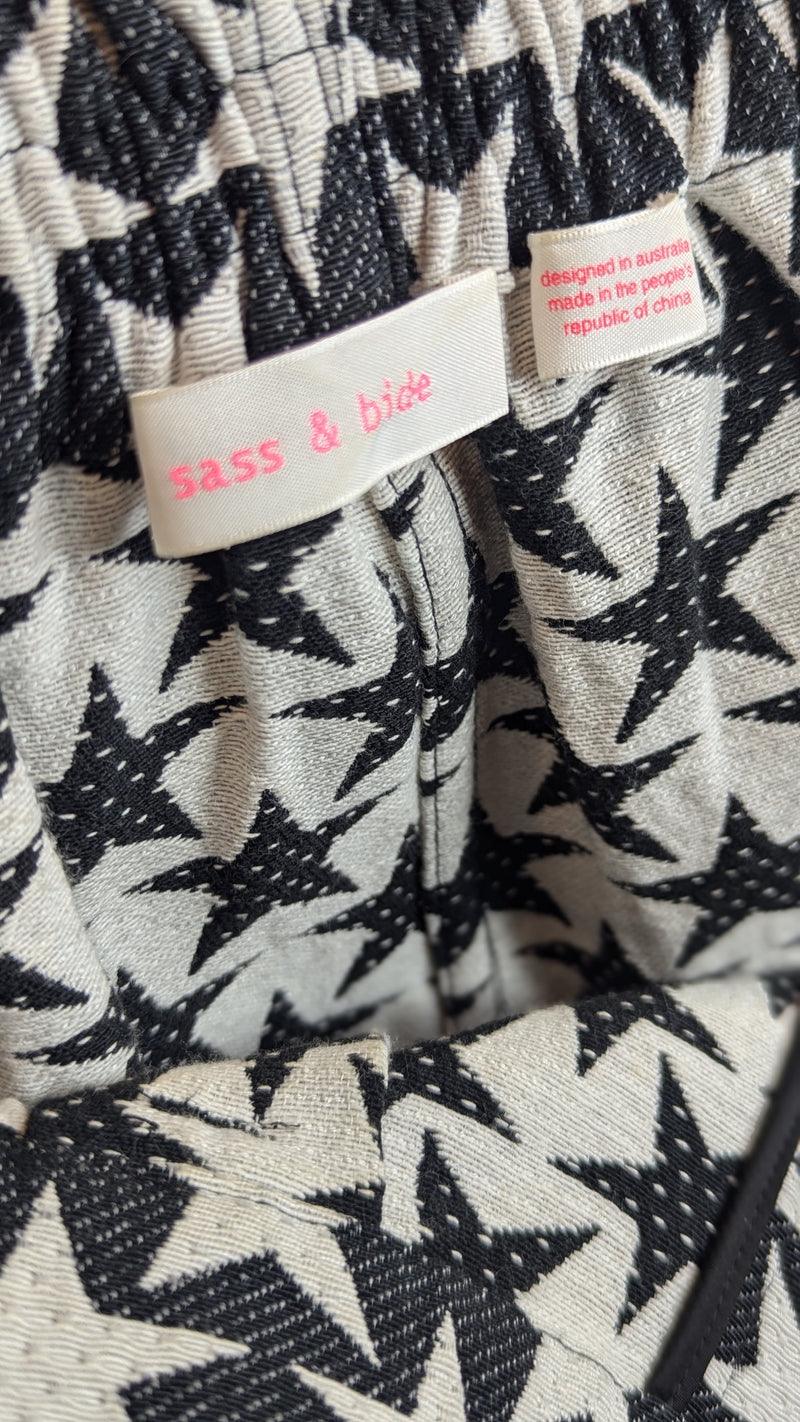 sass & bide
designed in australia
made in the people's
republic of china